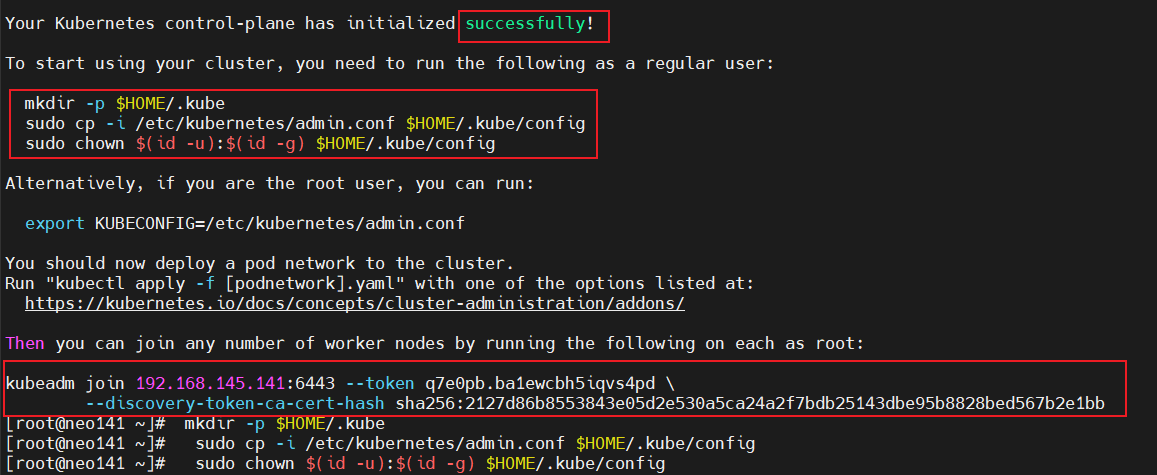 Your Kubernetes control-plane has initialized successfully!
To start using your cluster, you need to run the following as a regular user:
mkdir -p $HOME/.kube
sudo cp -i /etc/kubernetes/admin.conf $HOME/.kube/config
sudo chown $(id -u):$(id -g) $HOME/.kube/config
Alternatively, if you are the root user, you can run:
export KUBECONFIG=/etc/kubernetes/admin.conf
You should now deploy a pod network to the cluster.
Run "kubectl apply -f [podnetwork].yaml" with one of the options listed at:
https://kubernetes.io/docs/concepts/cluster-administration/addons/
Then you can join any number of worker nodes by running the following on each as root:
kubeadm join 192.168.145.141:6443 --token q7e0pb.ba1ewcbh5iqvs4pd \
--discovery-token-ca-cert-hash sha256:2127d86b8553843e05d2e530a5ca24a2f7bdb25143dbe95b8828bed567b2e1bb
[root@neo141 ~]# mkdir -p $HOME/.kube
[root@neo141 ~]# sudo cp -i /etc/kubernetes/admin.conf $HOME/.kube/config
[root@neo141 ~]# sudo chown $(id -u):$(id -g) $HOME/.kube/config